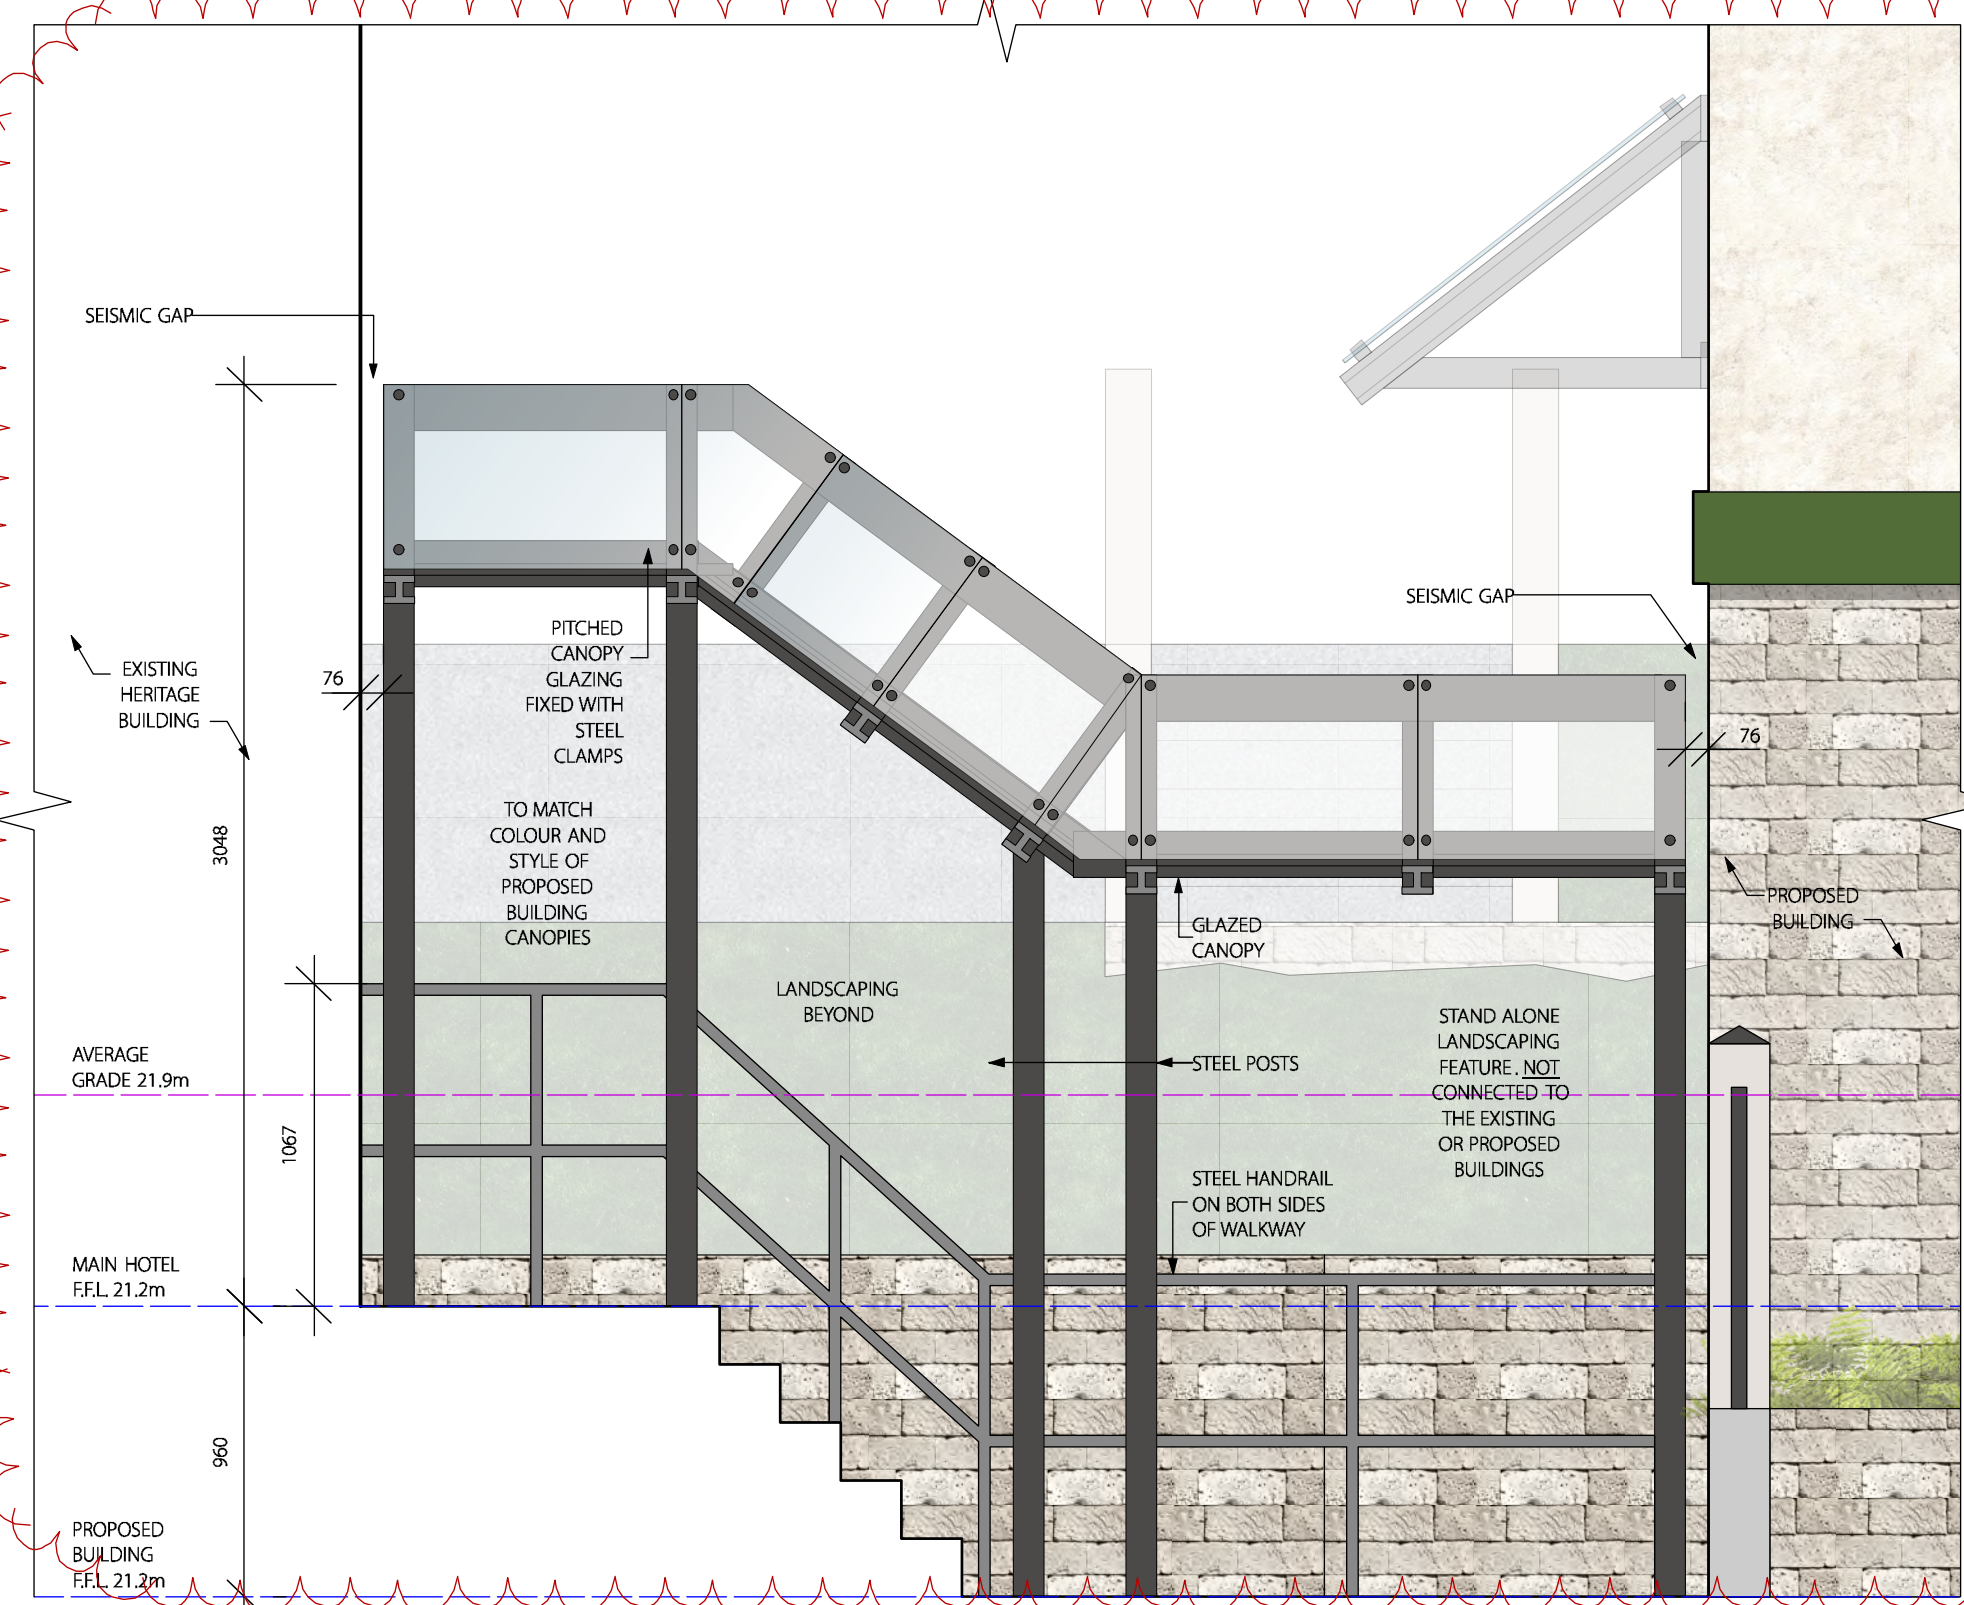 SEISMIC GAP
SEISMIC GAP
EXISTING
HERITAGE
BUILDING
76
PITCHED
CANOPY
GLAZING
FIXED WITH
STEEL
CLAMPS
TO MATCH
COLOUR AND
STYLE OF
PROPOSED
BUILDING
CANOPIES
3048
76
PROPOSED
BUILDING
GLAZED
CANOPY
LANDSCAPING
BEYOND
STEEL POSTS
STAND ALONE
LANDSCAPING
FEATURE. NOT
CONNECTED TO
THE EXISTING
OR PROPOSED
BUILDINGS
AVERAGE
GRADE 21.9m
1067
STEEL HANDRAIL
ON BOTH SIDES
OF WALKWAY
MAIN HOTEL
F.F.L. 21.2m
960
PROPOSED
BUILDING
F.F.L. 21.2m